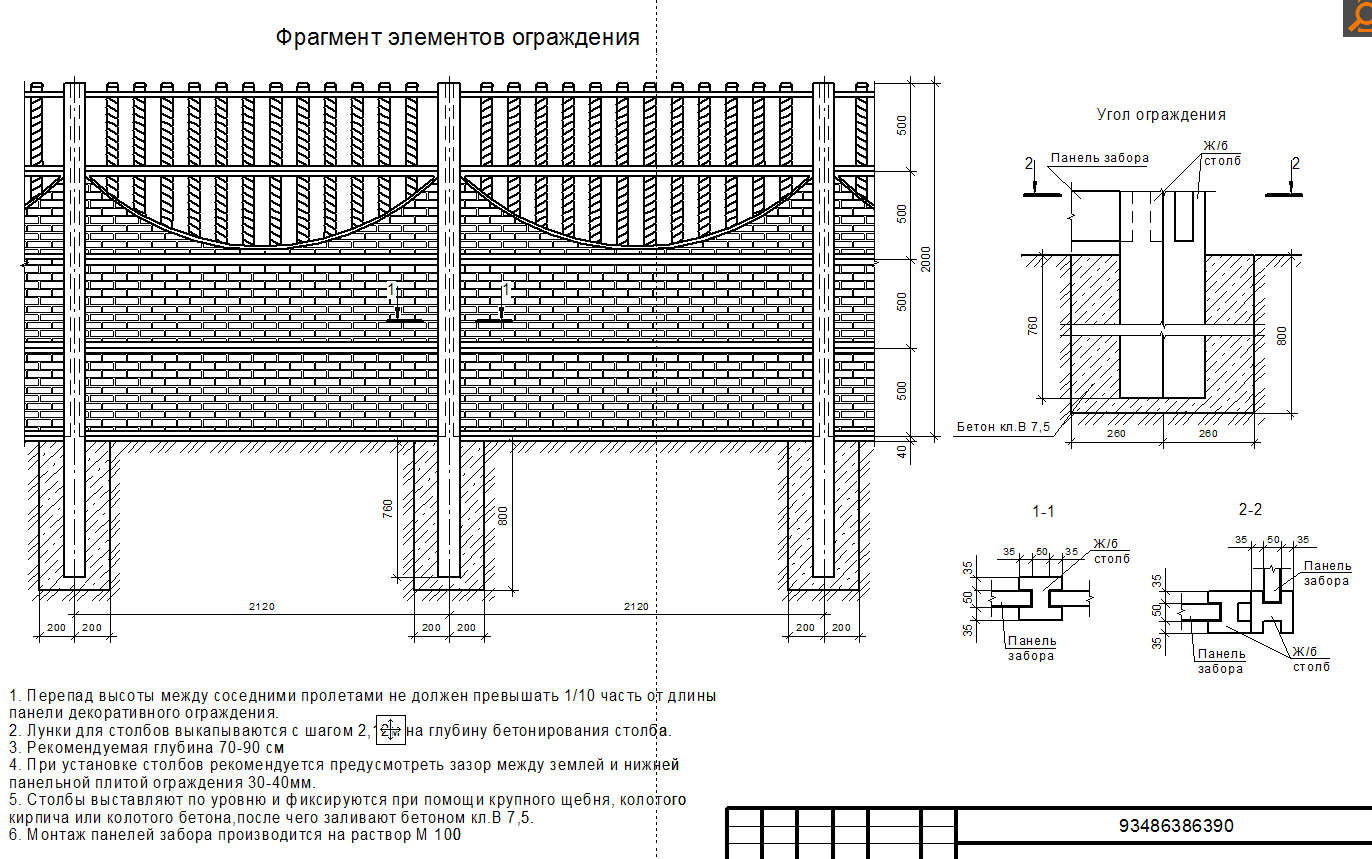 Фрагмент элементов ограждения
500
500
500
500
2000
40
1
1
760
800
2120
2120
200
200
200
200
200
200
Угол ограждения
Ж/б
столб
Панель забора
2
2
760
800
Бетон кл.В 7,5
260
260
1-1
35
50
35
Ж/б
столб
35
50
35
Панель
забора
2-2
35
50
35
Панель
забора
35
50
35
Панель
забора
Ж/б
столб
1. Перепад высоты между соседними пролетами не должен превышать 1/10 часть от длины
панели декоративного ограждения.
2. Лунки для столбов выкапываются с шагом на глубину бетонирования столба.
3. Рекомендуемая глубина 70-90 см
4. При установке столбов рекомендуется предусмотреть зазор между землей и нижней
панельной плитой ограждения 30-40мм.
5. Столбы выставляют по уровню и фиксируются при помощи крупного щебня, колотого
кирпича или колотого бетона,после чего заливают бетоном кл.В 7,5.
6. Монтаж панелей забора производится на раствор М 100
93486386390